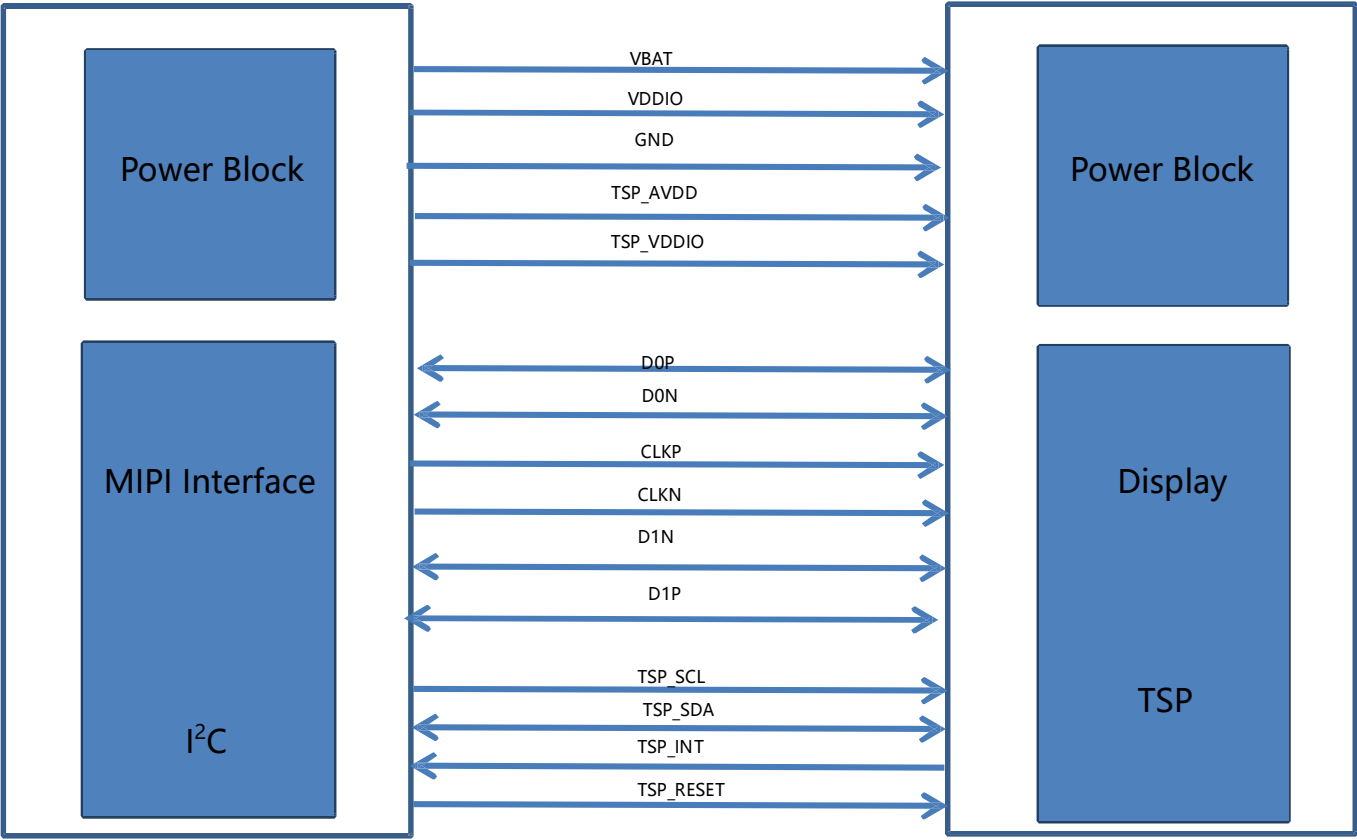 VBAT
VDDIO
GND
Power Block
Power Block
TSP_AVDD
TSP_VDDIO
D0P
D0N
CLKP
MIPI Interface
Display
CLKN
D1N
D1P
TSP_SCL
TSP
TSP_SDA
I²C
TSP_INT
TSP_RESET